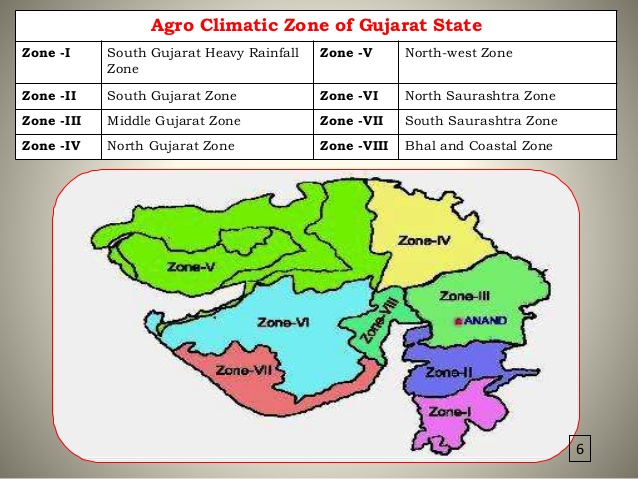 Agro Climatic Zone of Gujarat State
Zone -I South Gujarat Heavy Rainfall Zone Zone -V North-west Zone
Zone -II South Gujarat Zone Zone -VI North Saurashtra Zone
Zone -III Middle Gujarat Zone Zone -VII South Saurashtra Zone
Zone -IV North Gujarat Zone Zone -VIII Bhal and Coastal Zone
Zone-IV
Zone-V
Zone-III
Zone-VIII
ANAND
Zone-VI
Zone-VII
Zone-II
Zone-I
6